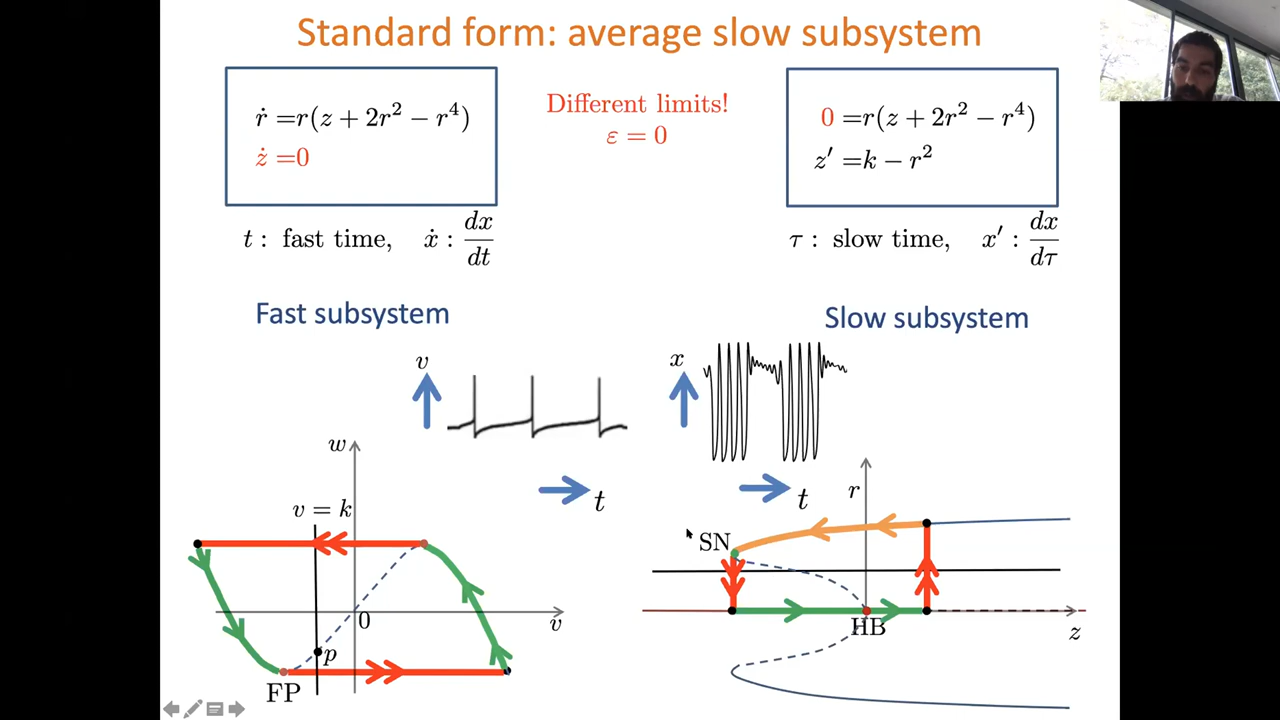 Standard form: average slow subsystem
ṙ =r(z + 2r² − r⁴)
ż =0
Different limits!
ε = 0
0 =r(z + 2r² − r⁴)
z′ =k − r²
t : fast time, ẋ : dx/dt
τ : slow time, x′ : dx/dτ
Fast subsystem
Slow subsystem
v
t
x
t
w
v = k
0
v
p
FP
r
SN
HB
z